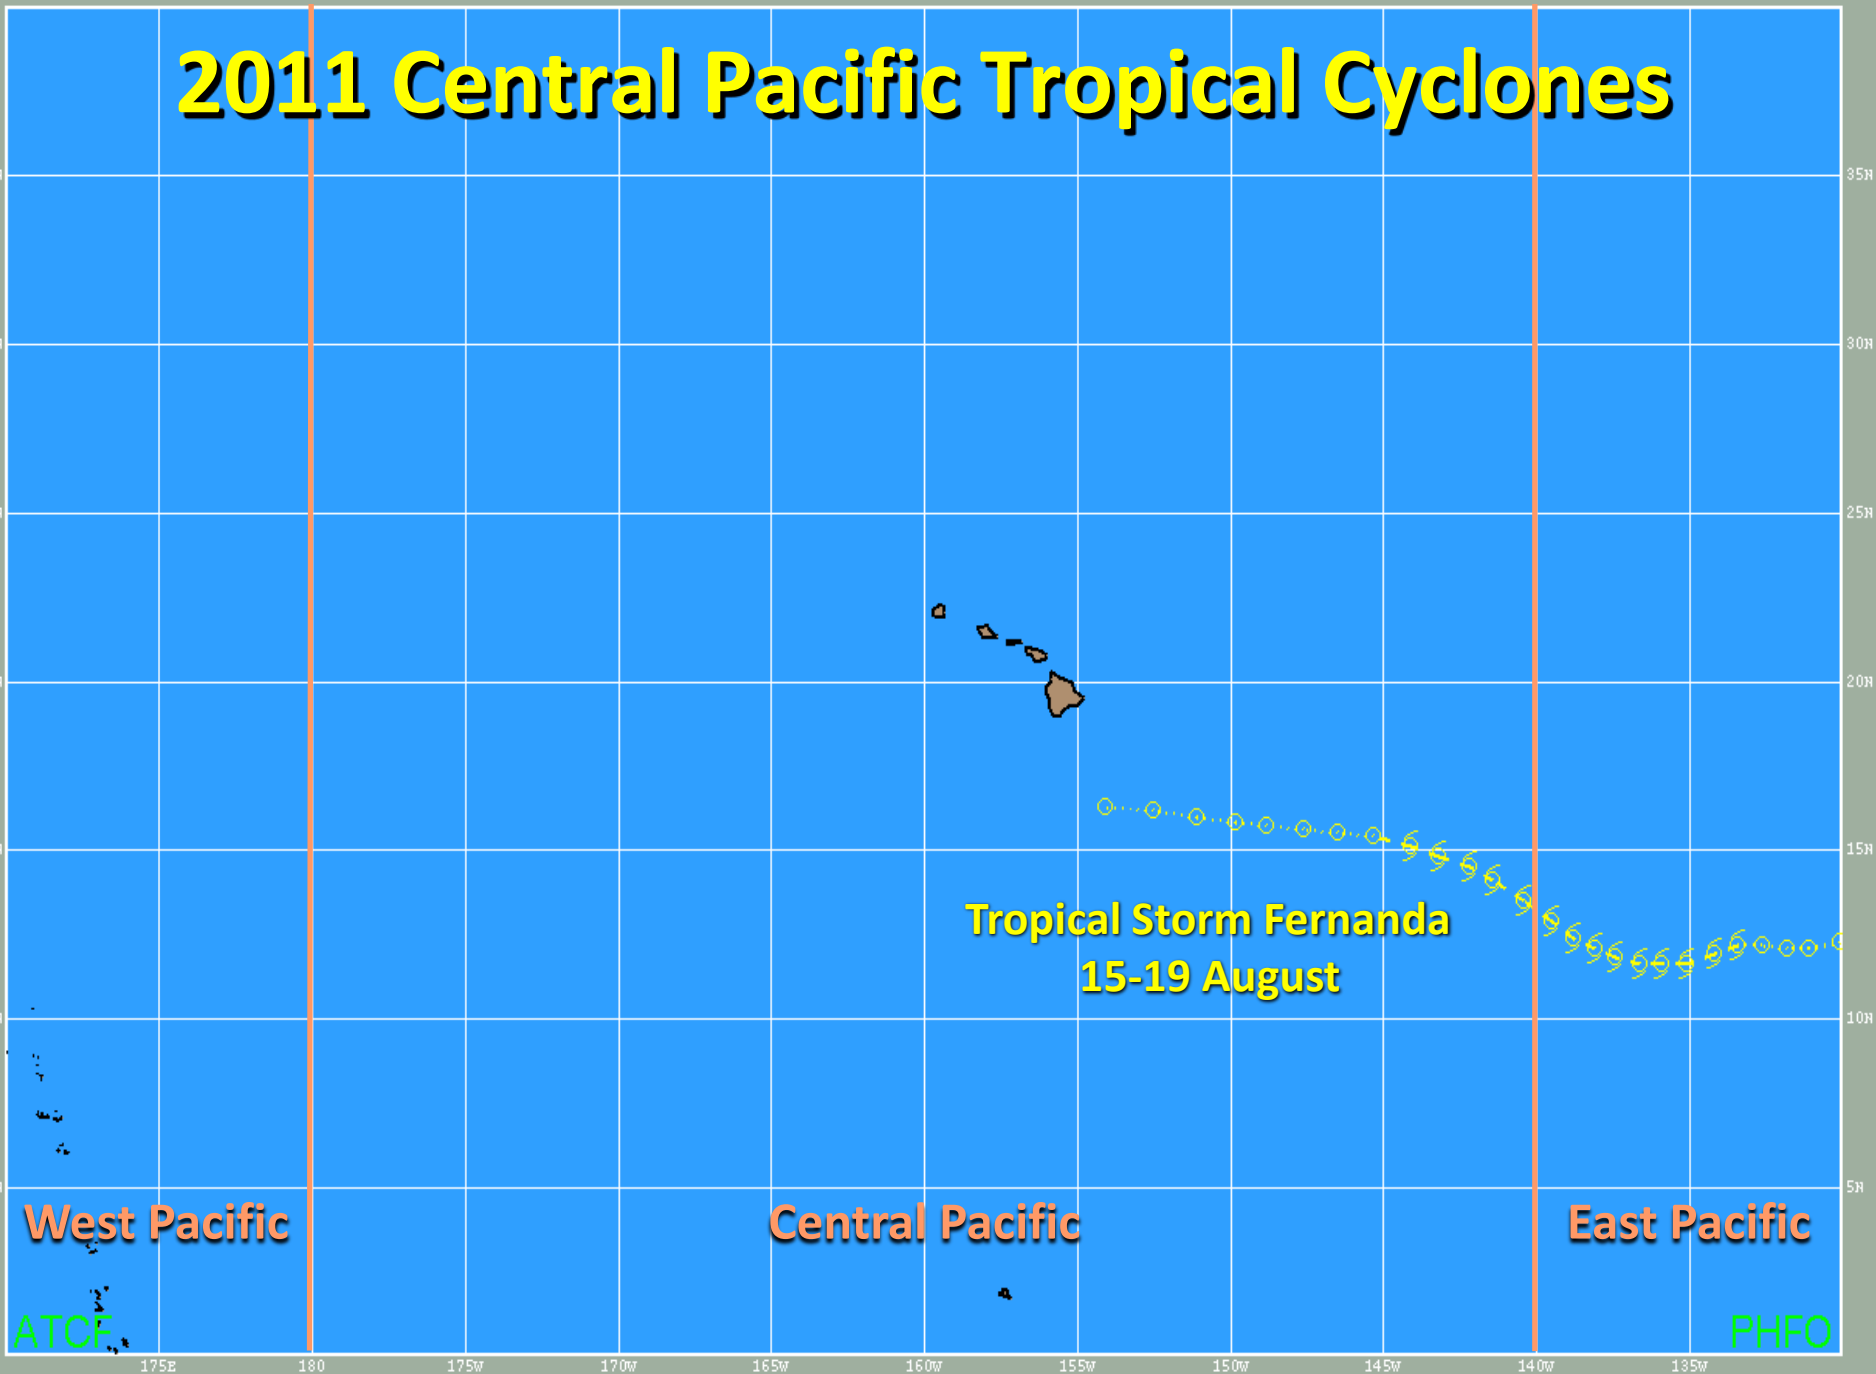 2011 Central Pacific Tropical Cyclones
35N
30N
25N
20N
15N
Tropical Storm Fernanda
15-19 August
10N
5N
West Pacific
Central Pacific
East Pacific
ATCF
PHFO
175E 180 175W 170W 165W 160W 155W 150W 145W 140W 135W